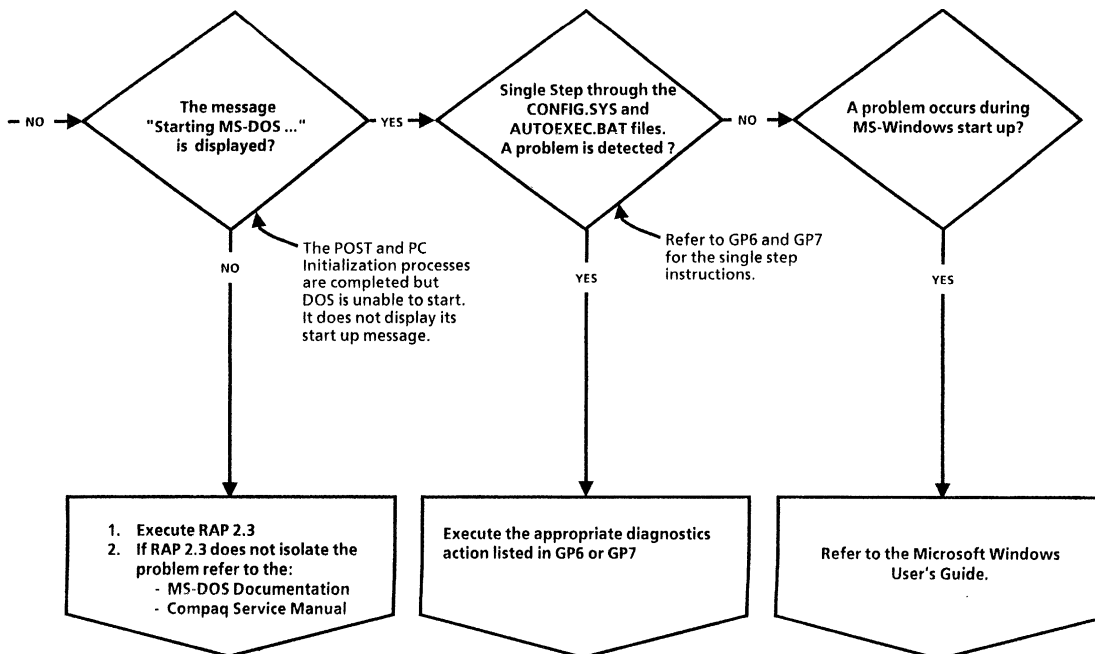 NO
The message
"Starting MS-DOS ..."
is displayed?
YES
Single Step through the
CONFIG.SYS and
AUTOEXEC.BAT files.
A problem is detected ?
NO
A problem occurs during
MS-Windows start up?
NO
The POST and PC
Initialization processes
are completed but
DOS is unable to start.
It does not display its
start up message.
YES
Refer to GP6 and GP7
for the single step
instructions.
YES
1. Execute RAP 2.3
2. If RAP 2.3 does not isolate the
problem refer to the:
- MS-DOS Documentation
- Compaq Service Manual
Execute the appropriate diagnostics
action listed in GP6 or GP7
Refer to the Microsoft Windows
User's Guide.